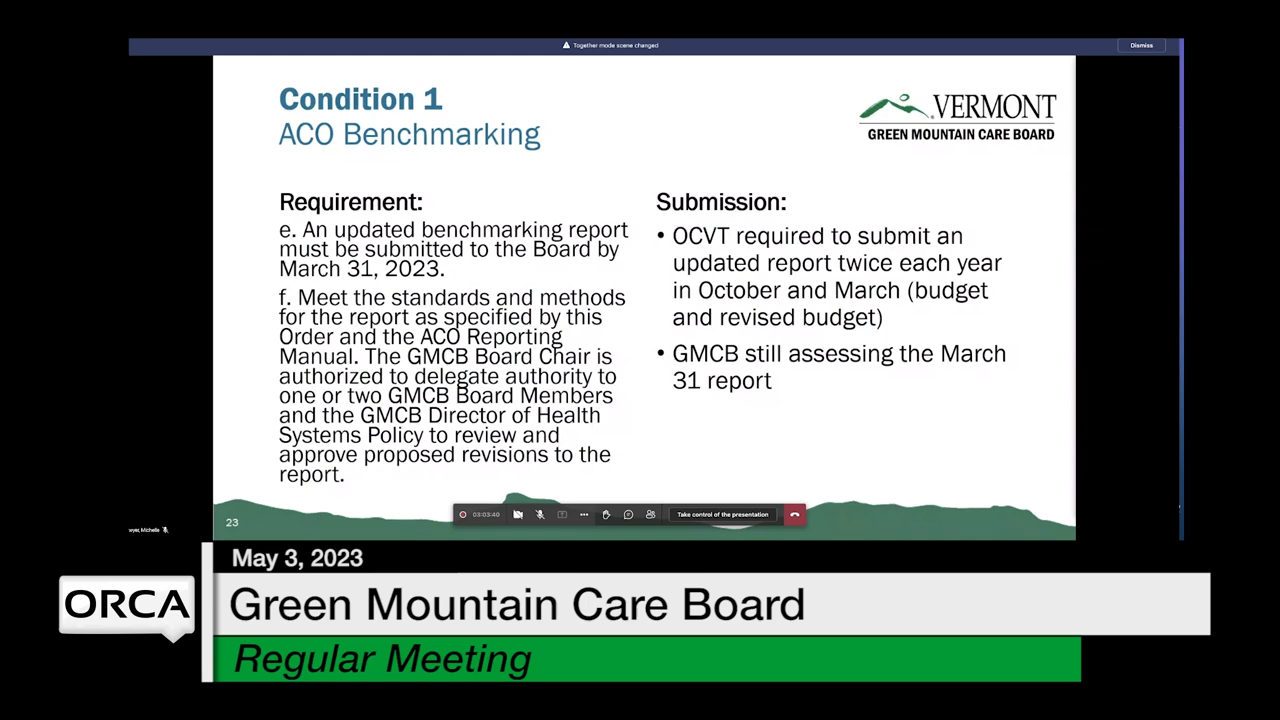 Together mode scene changed
Dismiss
Condition 1
ACO Benchmarking
VERMONT
GREEN MOUNTAIN CARE BOARD
Requirement:
e. An updated benchmarking report
must be submitted to the Board by
March 31, 2023.
f. Meet the standards and methods
for the report as specified by this
Order and the ACO Reporting
Manual. The GMCB Board Chair is
authorized to delegate authority to
one or two GMCB Board Members
and the GMCB Director of Health
Systems Policy to review and
approve proposed revisions to the
report.
Submission:
• OCVT required to submit an
updated report twice each year
in October and March (budget
and revised budget)
• GMCB still assessing the March
31 report
23
03:03:40
Take control of the presentation
wyer, Michelle
May 3, 2023
ORCA
Green Mountain Care Board
Regular Meeting